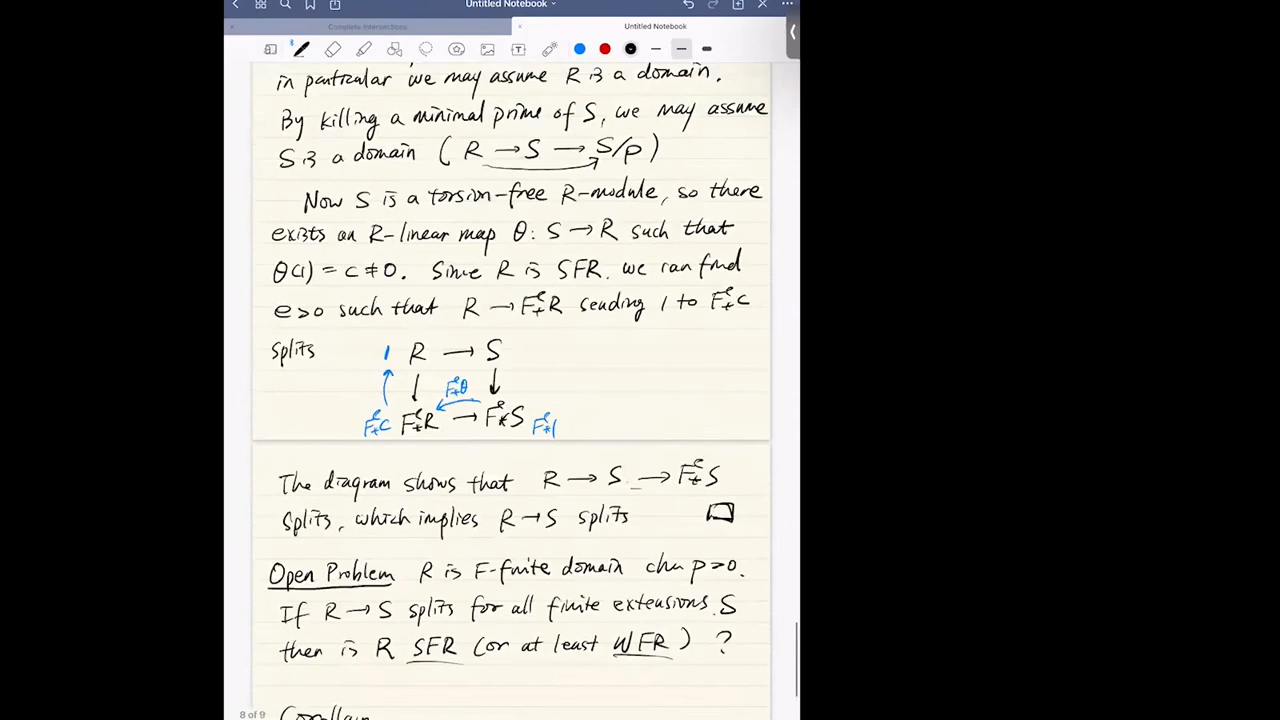 Untitled Notebook
Complete Intersections
Untitled Notebook
in particular we may assume R is a domain.
By killing a minimal prime of S, we may assume
S is a domain ( R → S → S/p )
Now S is a torsion-free R-module, so there
exists an R-linear map θ: S → R such that
θ(1) = c ≠ 0. Since R is SFR, we can find
e > 0 such that R → F^e_* R sending 1 to F^e_* c
splits
1 R → S
F^e_* θ
F^e_* c F^e_* R → F^e_* S F^e_* 1
The diagram shows that R → S → F^e_* S
splits, which implies R → S splits □
Open Problem R is F-finite domain char p > 0.
If R → S splits for all finite extensions S
then is R SFR (or at least WFR) ?
8 of 9